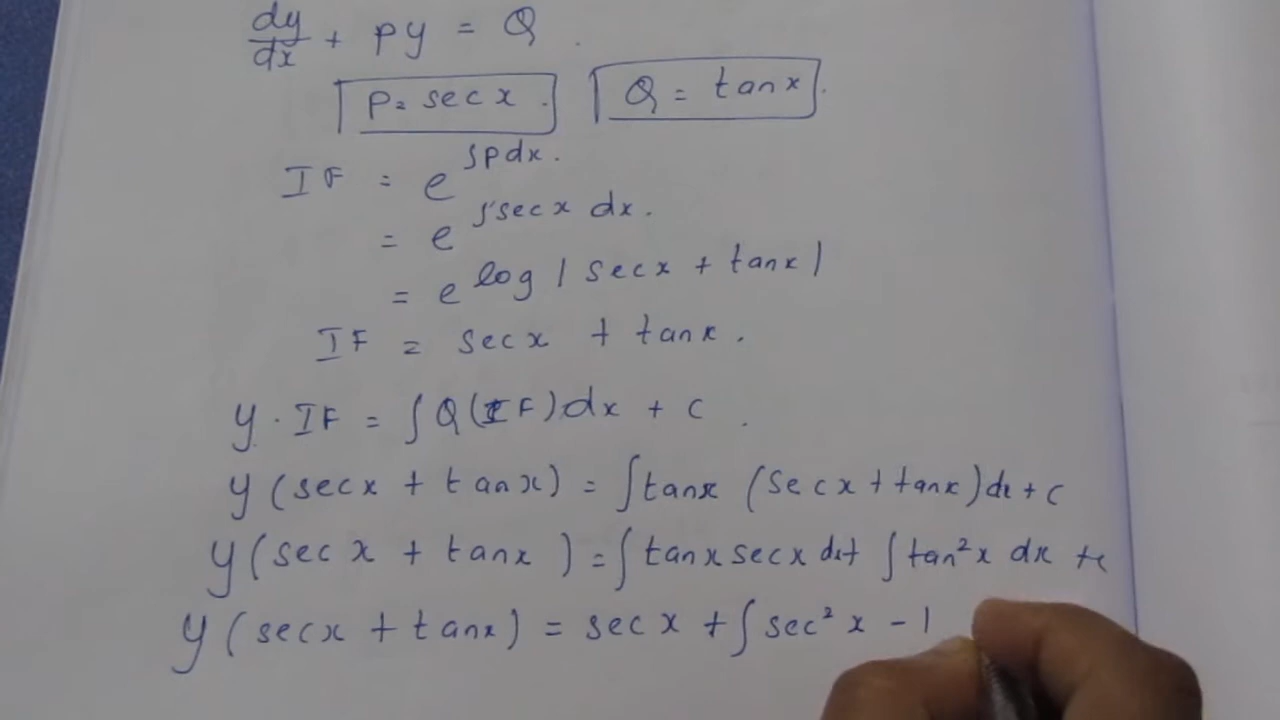 dy/dx + py = Q
P = sec x . Q = tan x
IF = e^∫pdx .
= e^∫sec x dx .
= e^log | sec x + tan x |
IF = sec x + tan x .
y . IF = ∫ Q (IF) dx + c
y (sec x + tan x) = ∫ tan x (sec x + tan x) dx + c
y (sec x + tan x) = ∫ tan x sec x dx + ∫ tan² x dx + c
y (sec x + tan x) = sec x + ∫ sec² x - 1